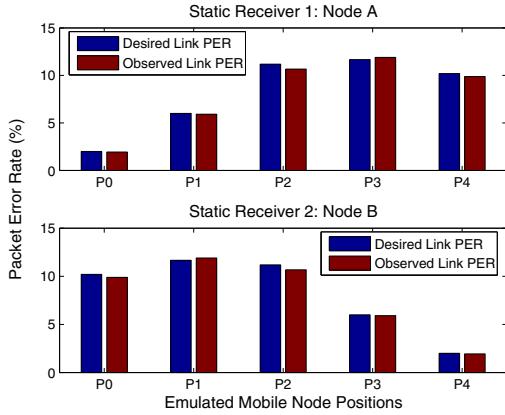 Static Receiver 1: Node A
15
10
5
0
Desired Link PER
Observed Link PER
P0 P1 P2 P3 P4
Packet Error Rate (%)
Static Receiver 2: Node B
15
10
5
0
Desired Link PER
Observed Link PER
P0 P1 P2 P3 P4
Emulated Mobile Node Positions